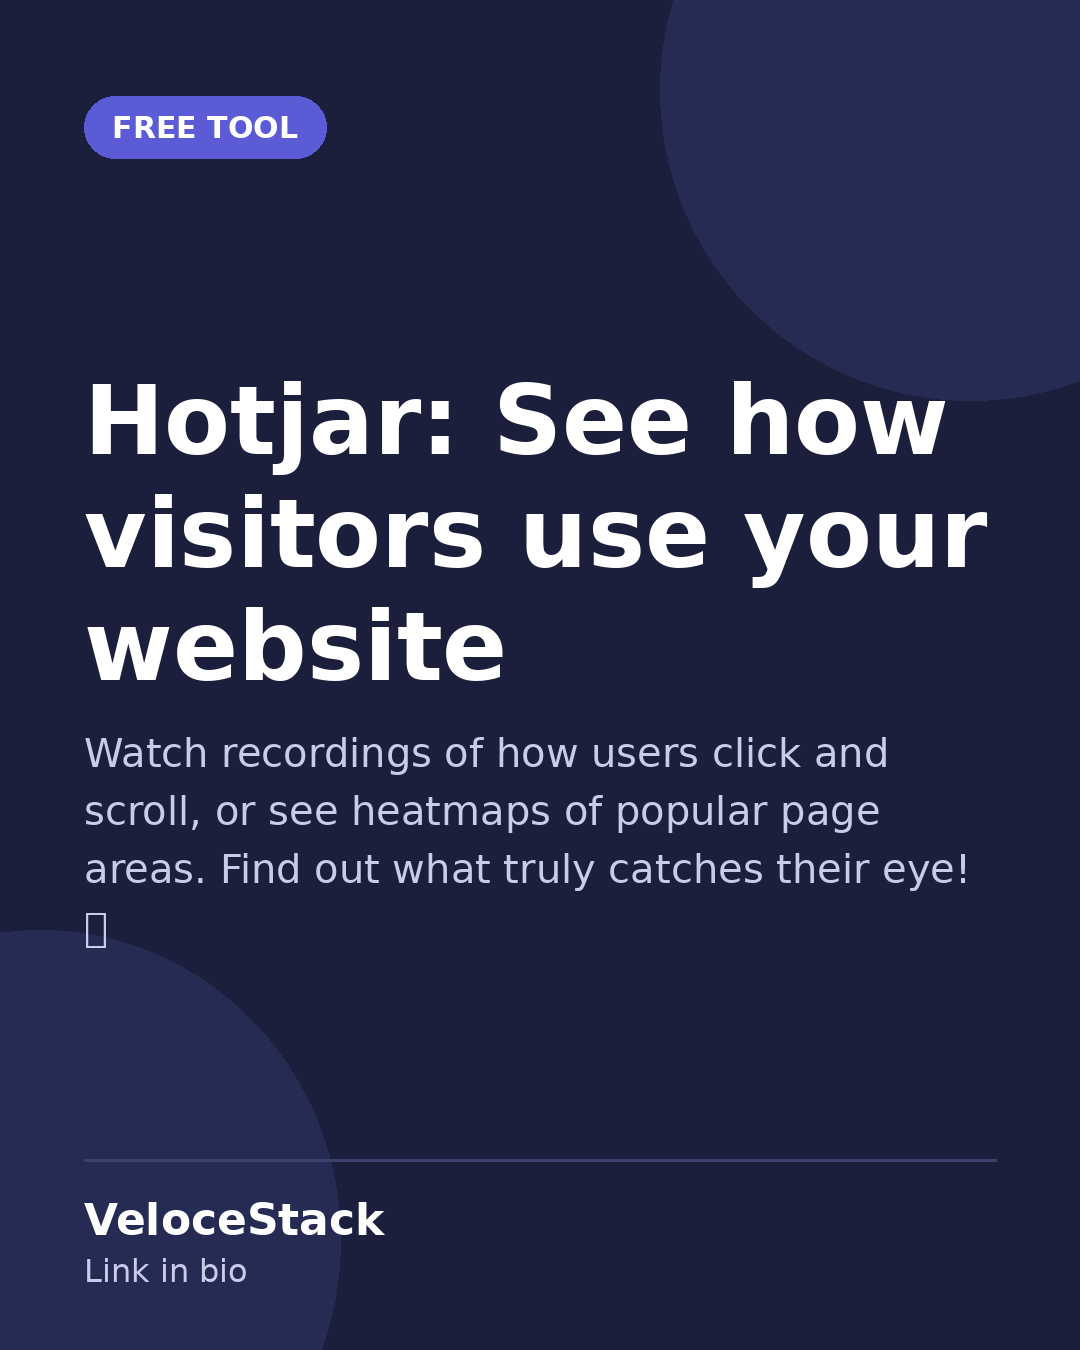 FREE TOOL
Hotjar: See how
visitors use your
website
Watch recordings of how users click and
scroll, or see heatmaps of popular page
areas. Find out what truly catches their eye!
VeloceStack
Link in bio